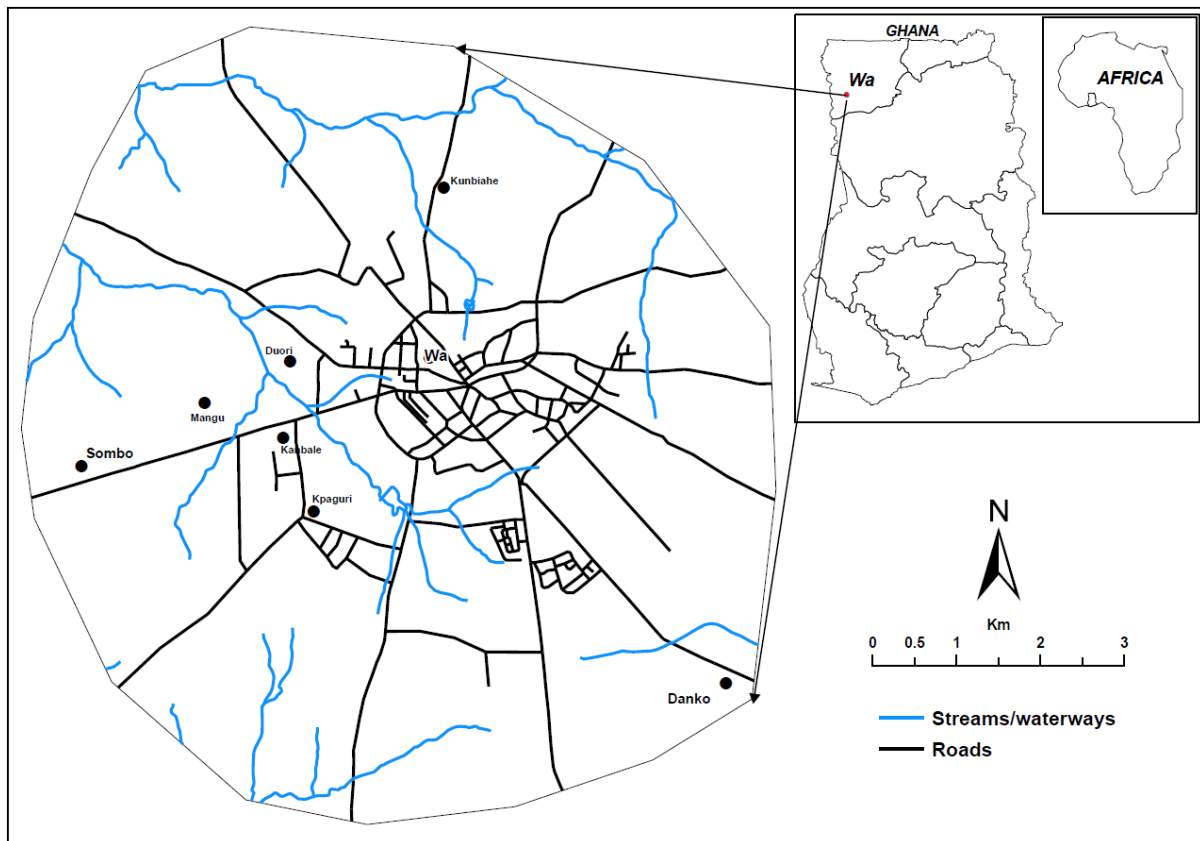 GHANA
Wa
AFRICA
Kunbiahe
Wa
Duori
Mangu
Kanbale
Sombo
Kpaguri
Danko
N
Km
0 0.5 1 2 3
Streams/waterways
Roads